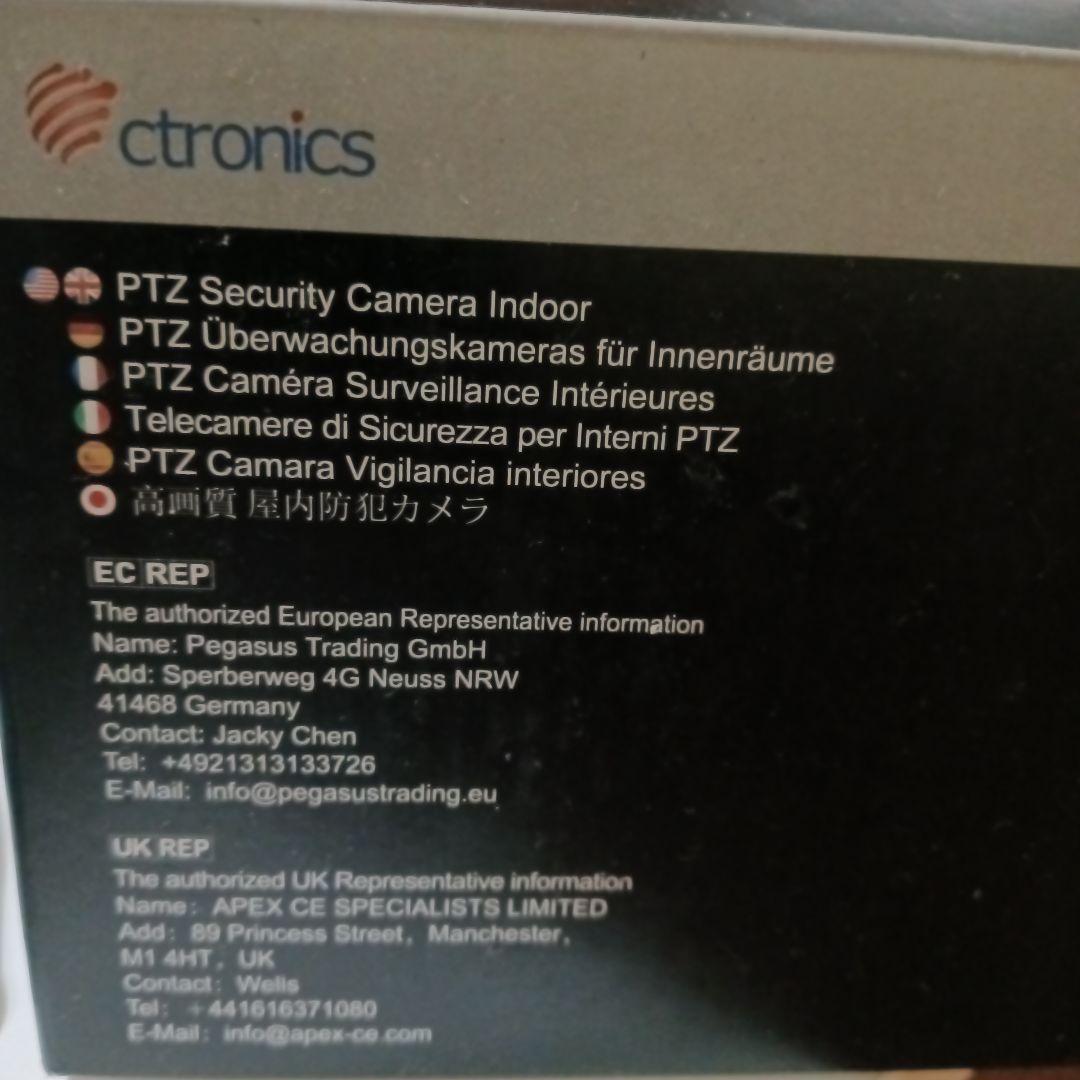 ctronics
PTZ Security Camera Indoor
PTZ Überwachungskameras für Innenräume
PTZ Caméra Surveillance Intérieures
Telecamere di Sicurezza per Interni PTZ
PTZ Camara Vigilancia interiores
高画質 屋内防犯カメラ
EC REP
The authorized European Representative information
Name: Pegasus Trading GmbH
Add: Sperberweg 4G Neuss NRW
41468 Germany
Contact: Jacky Chen
Tel: +4921313133726
E-Mail: info@pegasustrading.eu
UK REP
The authorized UK Representative information
Name: APEX CE SPECIALISTS LIMITED
Add: 89 Princess Street, Manchester,
M1 4HT, UK
Contact: Wells
Tel: +441616371080
E-Mail: info@apex-ce.com